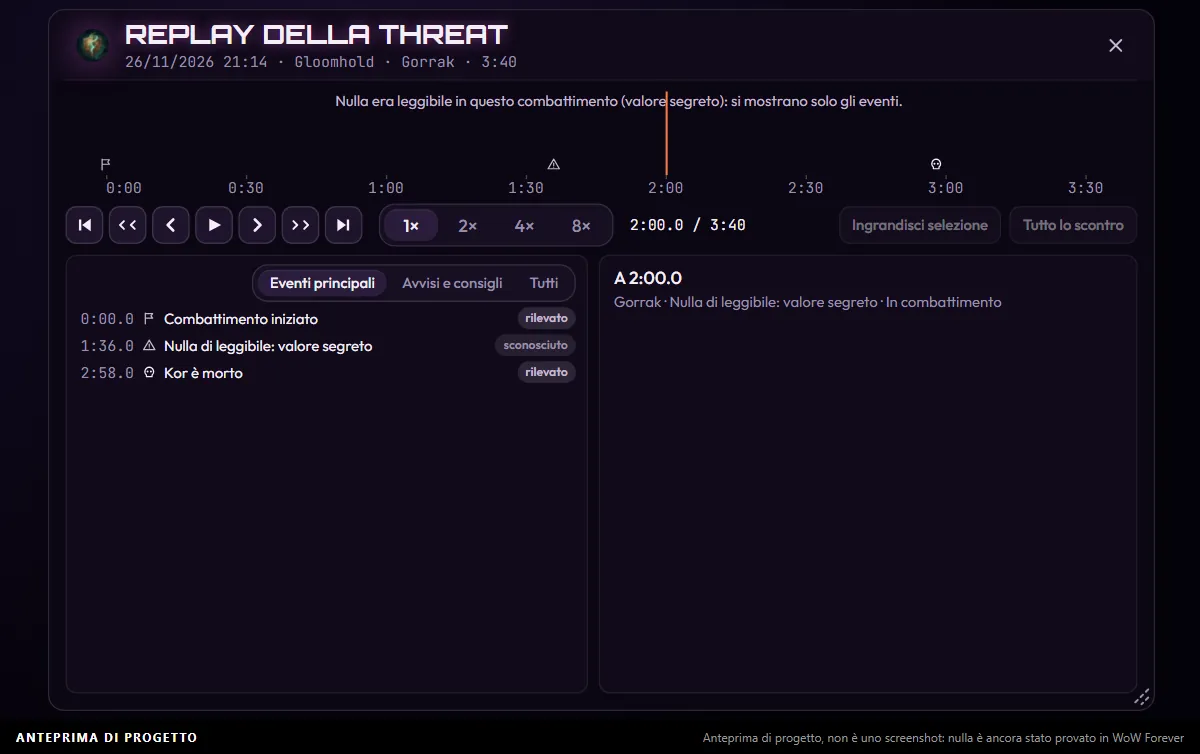 REPLAY DELLA THREAT
26/11/2026 21:14 · Gloomhold · Gorrak · 3:40
Nulla era leggibile in questo combattimento (valore segreto): si mostrano solo gli eventi.
0:00 0:30 1:00 1:30 2:00 2:30 3:00 3:30
1× 2× 4× 8× 2:00.0 / 3:40 Ingrandisci selezione Tutto lo scontro
Eventi principali Avvisi e consigli Tutti
0:00.0 Combattimento iniziato rilevato
1:36.0 Nulla di leggibile: valore segreto sconosciuto
2:58.0 Kor è morto rilevato
A 2:00.0
Gorrak · Nulla di leggibile: valore segreto · In combattimento
ANTEPRIMA DI PROGETTO
Anteprima di progetto, non è uno screenshot: nulla è ancora stato provato in WoW Forever